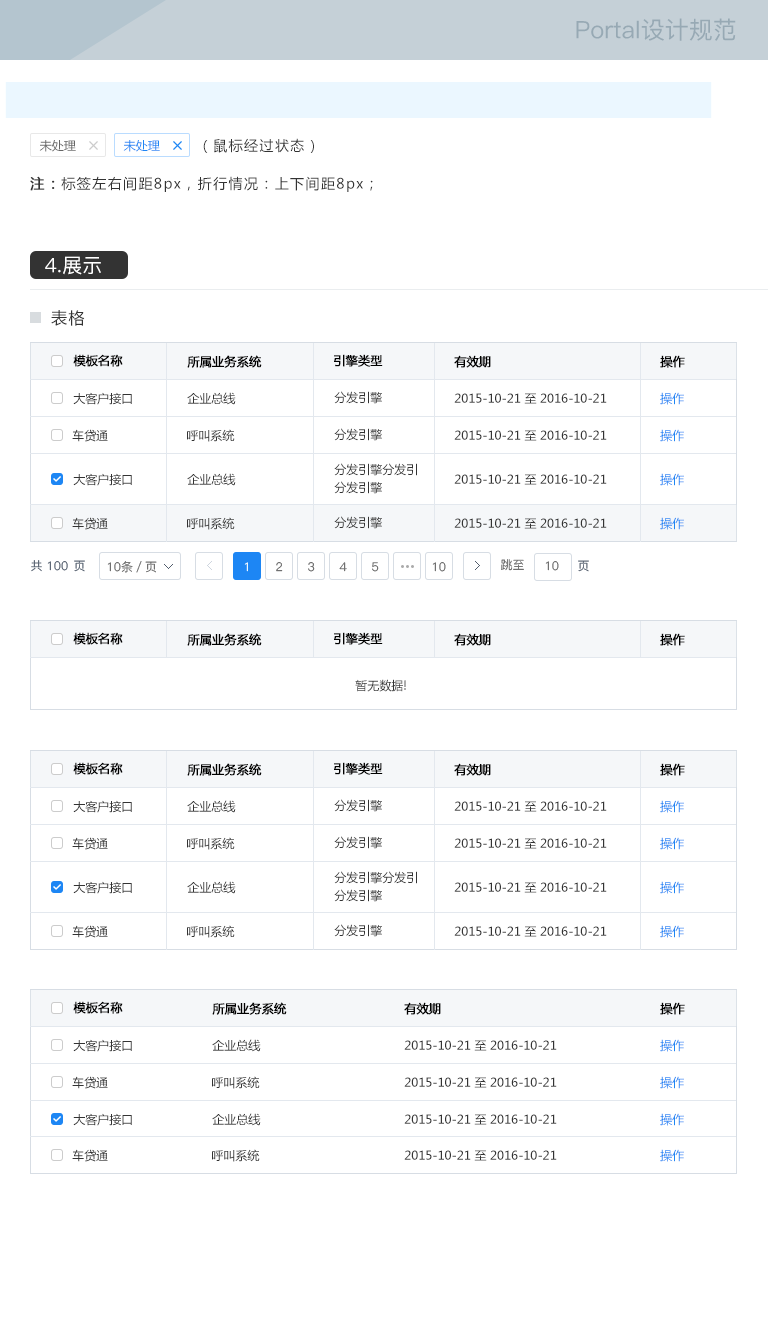 Portal设计规范
未处理 未处理 （ 鼠标经过状态 ）
注：标签左右间距8px，折行情况：上下间距8px；
4.展示
表格
模板名称 所属业务系统 引擎类型 有效期 操作
大客户接口 企业总线 分发引擎 2015-10-21 至 2016-10-21 操作
车贷通 呼叫系统 分发引擎 2015-10-21 至 2016-10-21 操作
大客户接口 企业总线 分发引擎分发引 2015-10-21 至 2016-10-21 操作
分发引擎
车贷通 呼叫系统 分发引擎 2015-10-21 至 2016-10-21 操作
共 100 页 10条 / 页 1 2 3 4 5 ••• 10 跳至 10 页
模板名称 所属业务系统 引擎类型 有效期 操作
暂无数据!
模板名称 所属业务系统 引擎类型 有效期 操作
大客户接口 企业总线 分发引擎 2015-10-21 至 2016-10-21 操作
车贷通 呼叫系统 分发引擎 2015-10-21 至 2016-10-21 操作
大客户接口 企业总线 分发引擎分发引 2015-10-21 至 2016-10-21 操作
分发引擎
车贷通 呼叫系统 分发引擎 2015-10-21 至 2016-10-21 操作
模板名称 所属业务系统 有效期 操作
大客户接口 企业总线 2015-10-21 至 2016-10-21 操作
车贷通 呼叫系统 2015-10-21 至 2016-10-21 操作
大客户接口 企业总线 2015-10-21 至 2016-10-21 操作
车贷通 呼叫系统 2015-10-21 至 2016-10-21 操作